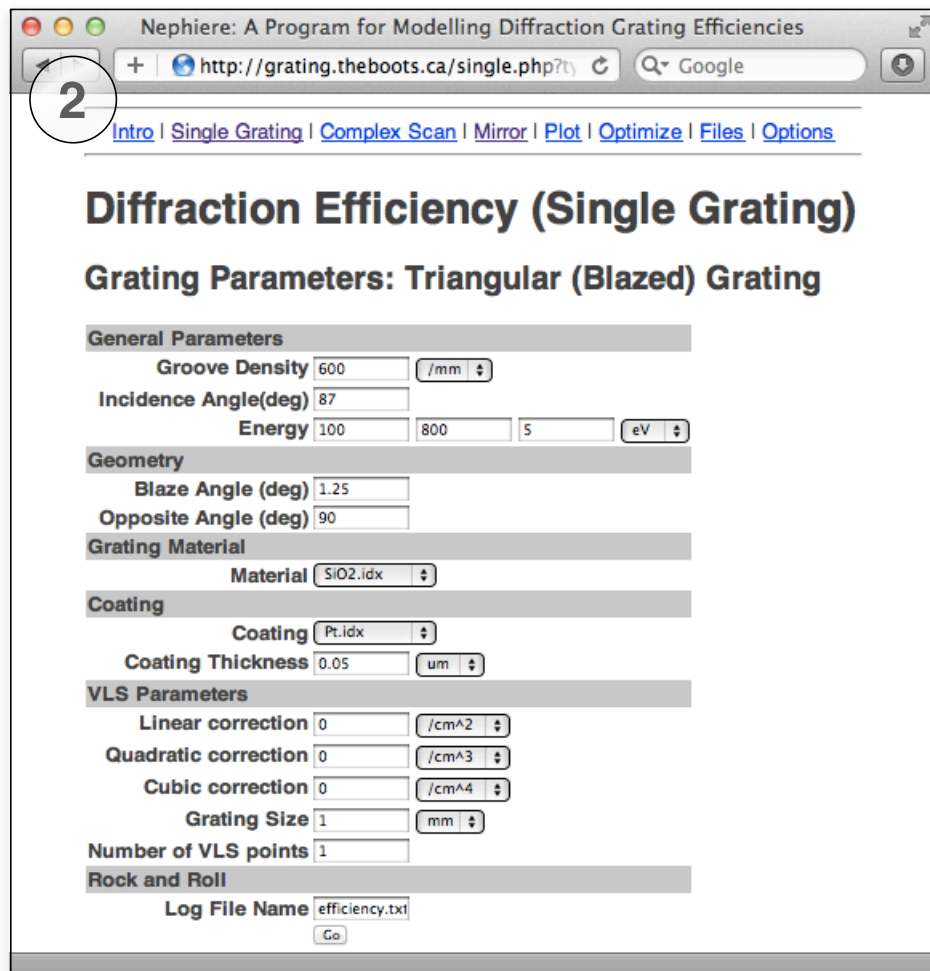 Nephiere: A Program for Modelling Diffraction Grating Efficiencies
+ http://grating.theboots.ca/single.php?ty Google
2
Intro | Single Grating | Complex Scan | Mirror | Plot | Optimize | Files | Options
Diffraction Efficiency (Single Grating)
Grating Parameters: Triangular (Blazed) Grating
General Parameters
Groove Density 600 /mm
Incidence Angle(deg) 87
Energy 100 800 5 eV
Geometry
Blaze Angle (deg) 1.25
Opposite Angle (deg) 90
Grating Material
Material SiO2.idx
Coating
Coating Pt.idx
Coating Thickness 0.05 um
VLS Parameters
Linear correction 0 /cm^2
Quadratic correction 0 /cm^3
Cubic correction 0 /cm^4
Grating Size 1 mm
Number of VLS points 1
Rock and Roll
Log File Name efficiency.txt
Go